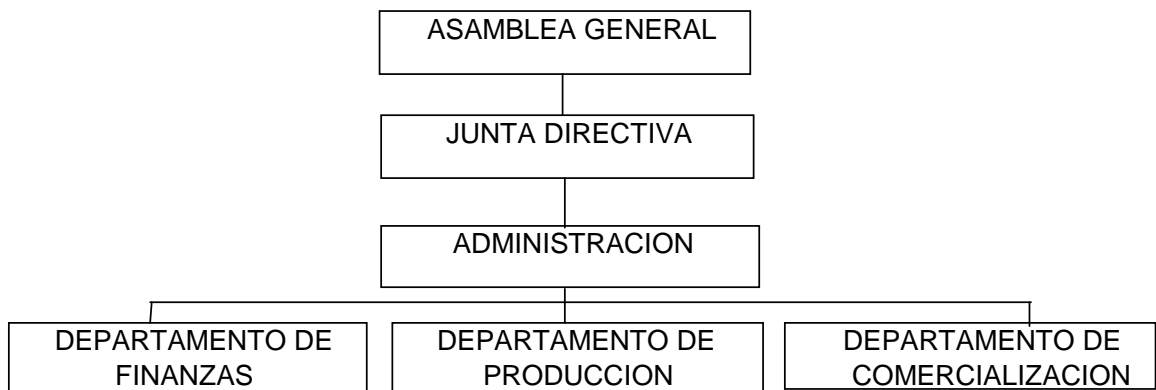 ASAMBLEA GENERAL
JUNTA DIRECTIVA
ADMINISTRACION
DEPARTAMENTO DE
FINANZAS
DEPARTAMENTO DE
PRODUCCION
DEPARTAMENTO DE
COMERCIALIZACION